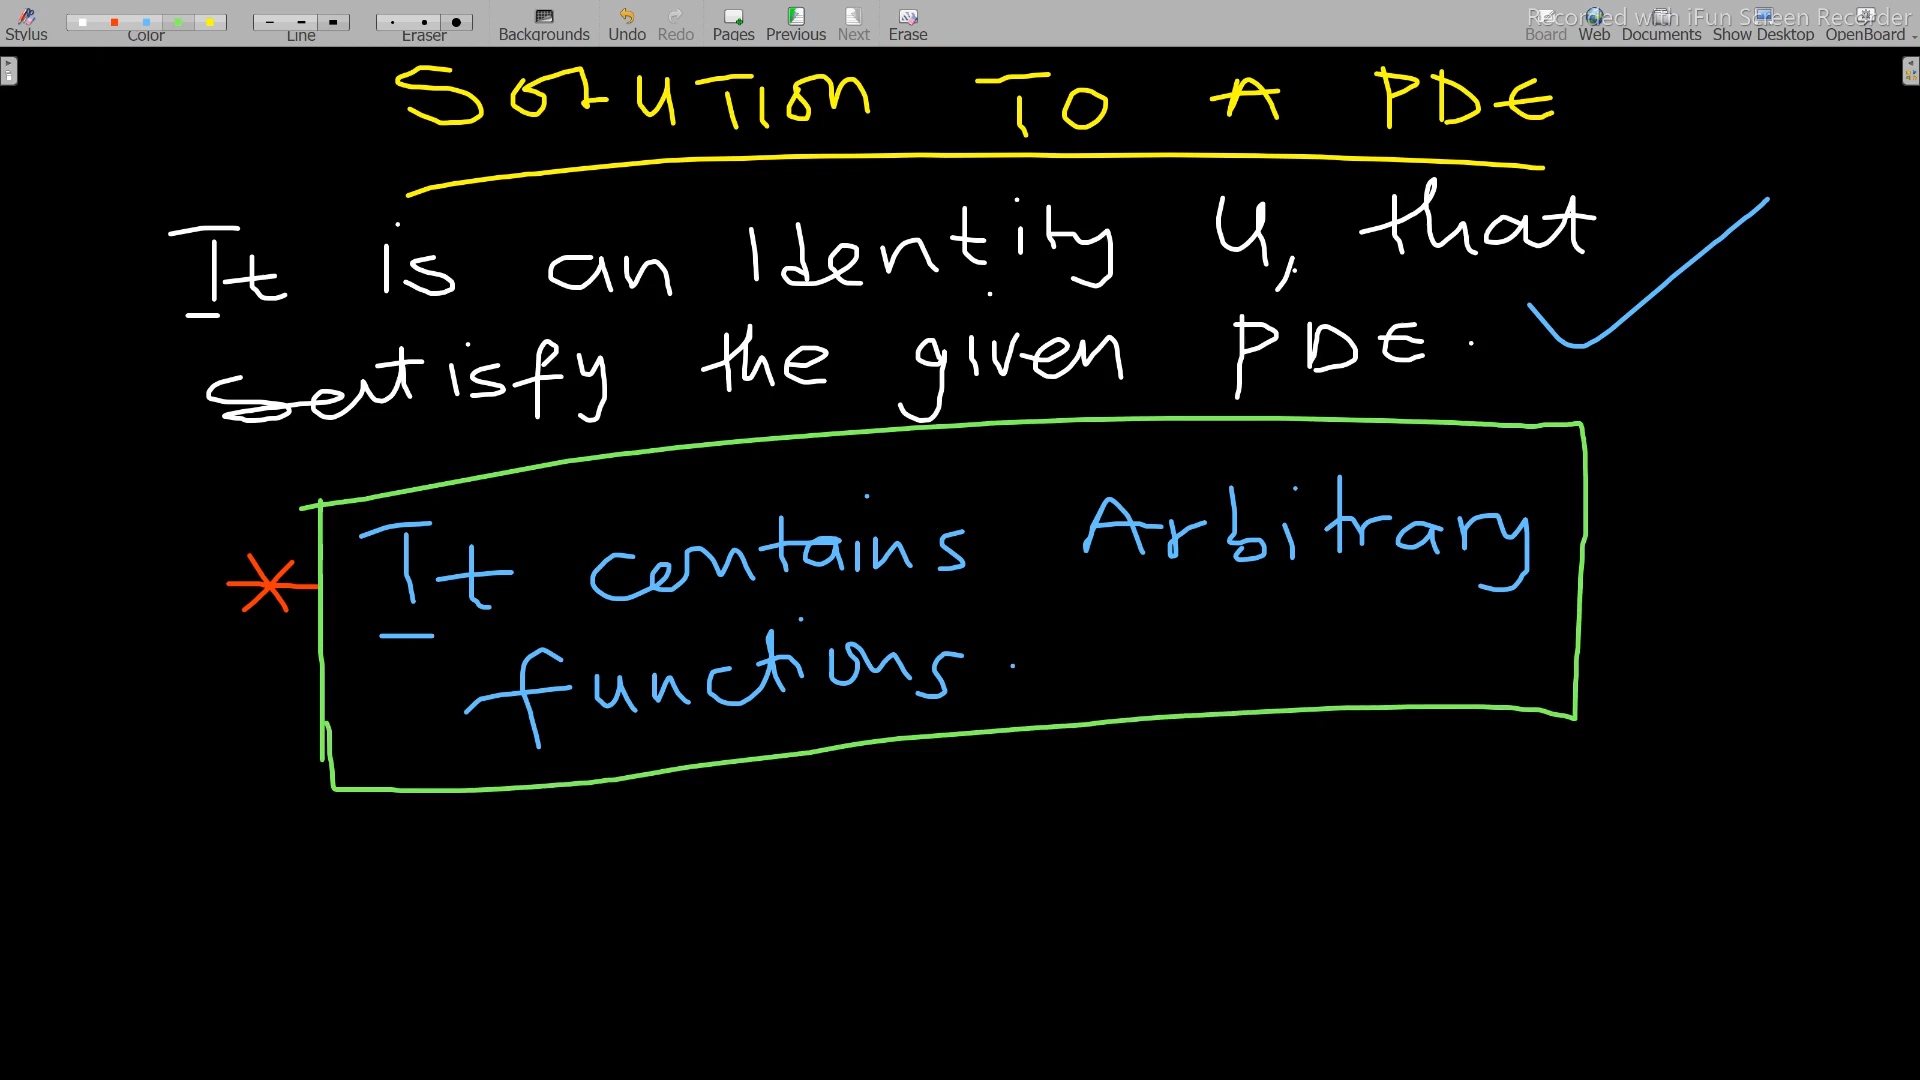 Recorded with iFun Screen Recorder
Stylus Color Line Eraser Backgrounds Undo Redo Pages Previous Next Erase Board Web Documents Show Desktop OpenBoard
SOLUTION TO A PDE
It is an Identity U, that
satisfy the given PDE.
It contains Arbitrary
functions.